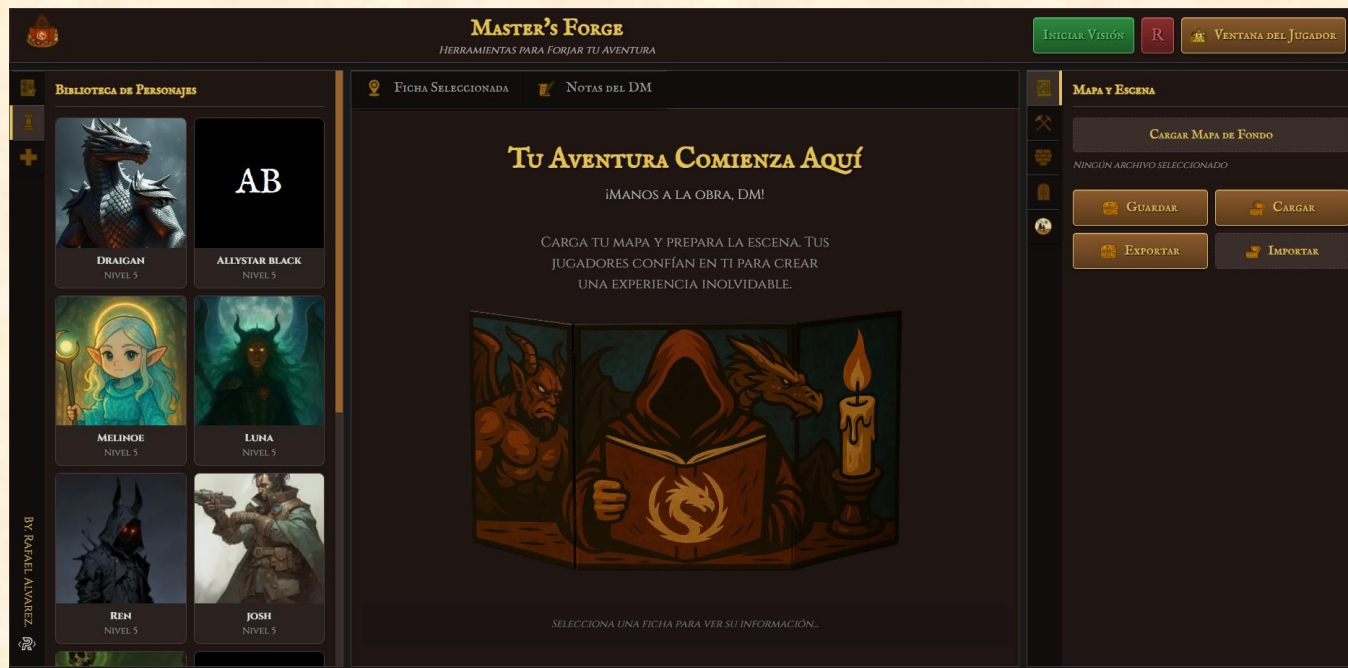 Master's Forge
Herramientas para Forjar tu Aventura
Iniciar Visión
R
Ventana del Jugador
Biblioteca de Personajes
Draigan
Nivel 5
AB
Allystar Black
Nivel 5
Melinoe
Nivel 5
Luna
Nivel 5
Ren
Nivel 5
Josh
Nivel 5
By: Rafael Alvarez.
Ficha Seleccionada
Notas del DM
Tu Aventura Comienza Aquí
¡Manos a la obra, DM!
Carga tu mapa y prepara la escena. Tus
jugadores confían en ti para crear
una experiencia inolvidable.
Selecciona una ficha para ver su información...
Mapa y Escena
Cargar Mapa de Fondo
Ningún archivo seleccionado
Guardar
Cargar
Exportar
Importar